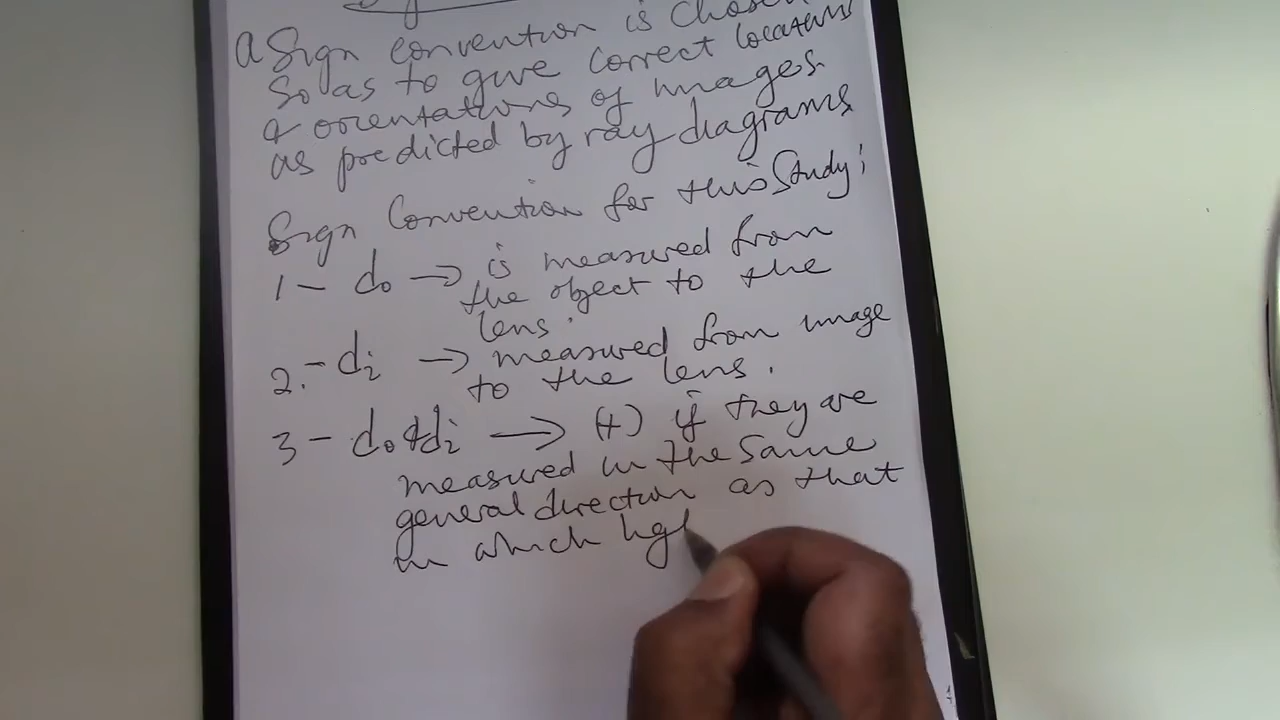 a Sign convention is chosen
so as to give correct locations
& orientations of images
as predicted by ray diagrams
Sign Convention for this Study:
1 - do → is measured from
the object to the
lens.
2. - di → measured from image
to the lens.
3 - do & di → (+) if they are
measured in the same
general direction as that
in which ligh